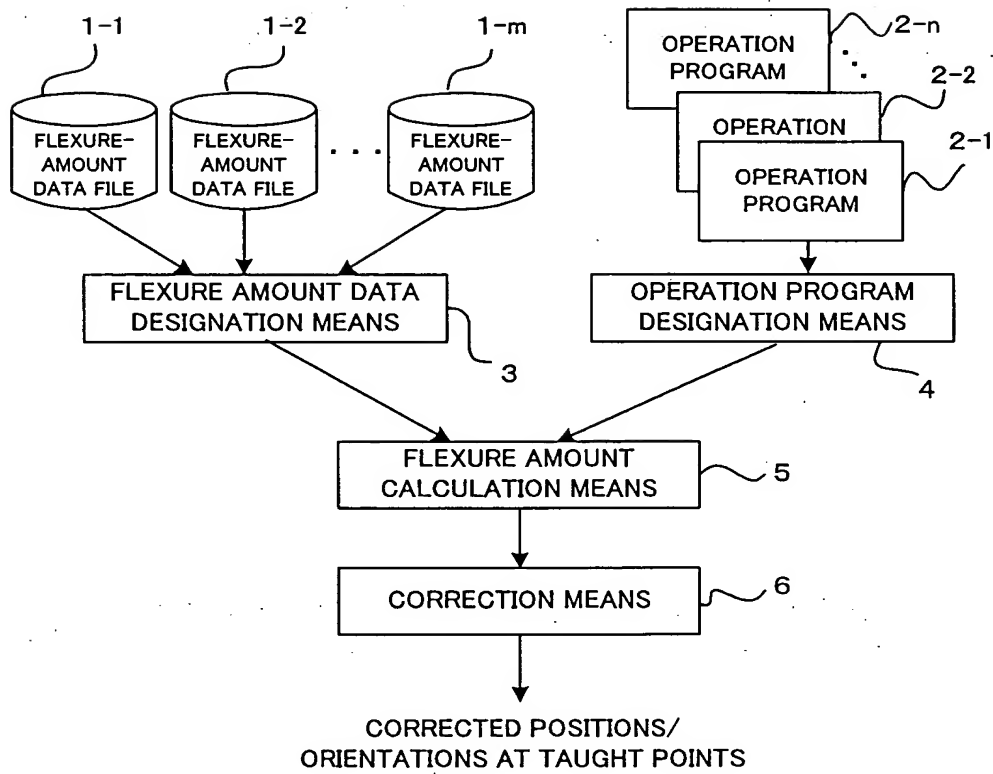 1-1
1-2
1-m
2-n
2-2
2-1
FLEXURE-
AMOUNT
DATA FILE
FLEXURE-
AMOUNT
DATA FILE
. . .
FLEXURE-
AMOUNT
DATA FILE
OPERATION
PROGRAM
OPERATION
OPERATION
PROGRAM
FLEXURE AMOUNT DATA
DESIGNATION MEANS
3
OPERATION PROGRAM
DESIGNATION MEANS
4
FLEXURE AMOUNT
CALCULATION MEANS
5
CORRECTION MEANS
6
CORRECTED POSITIONS/
ORIENTATIONS AT TAUGHT POINTS